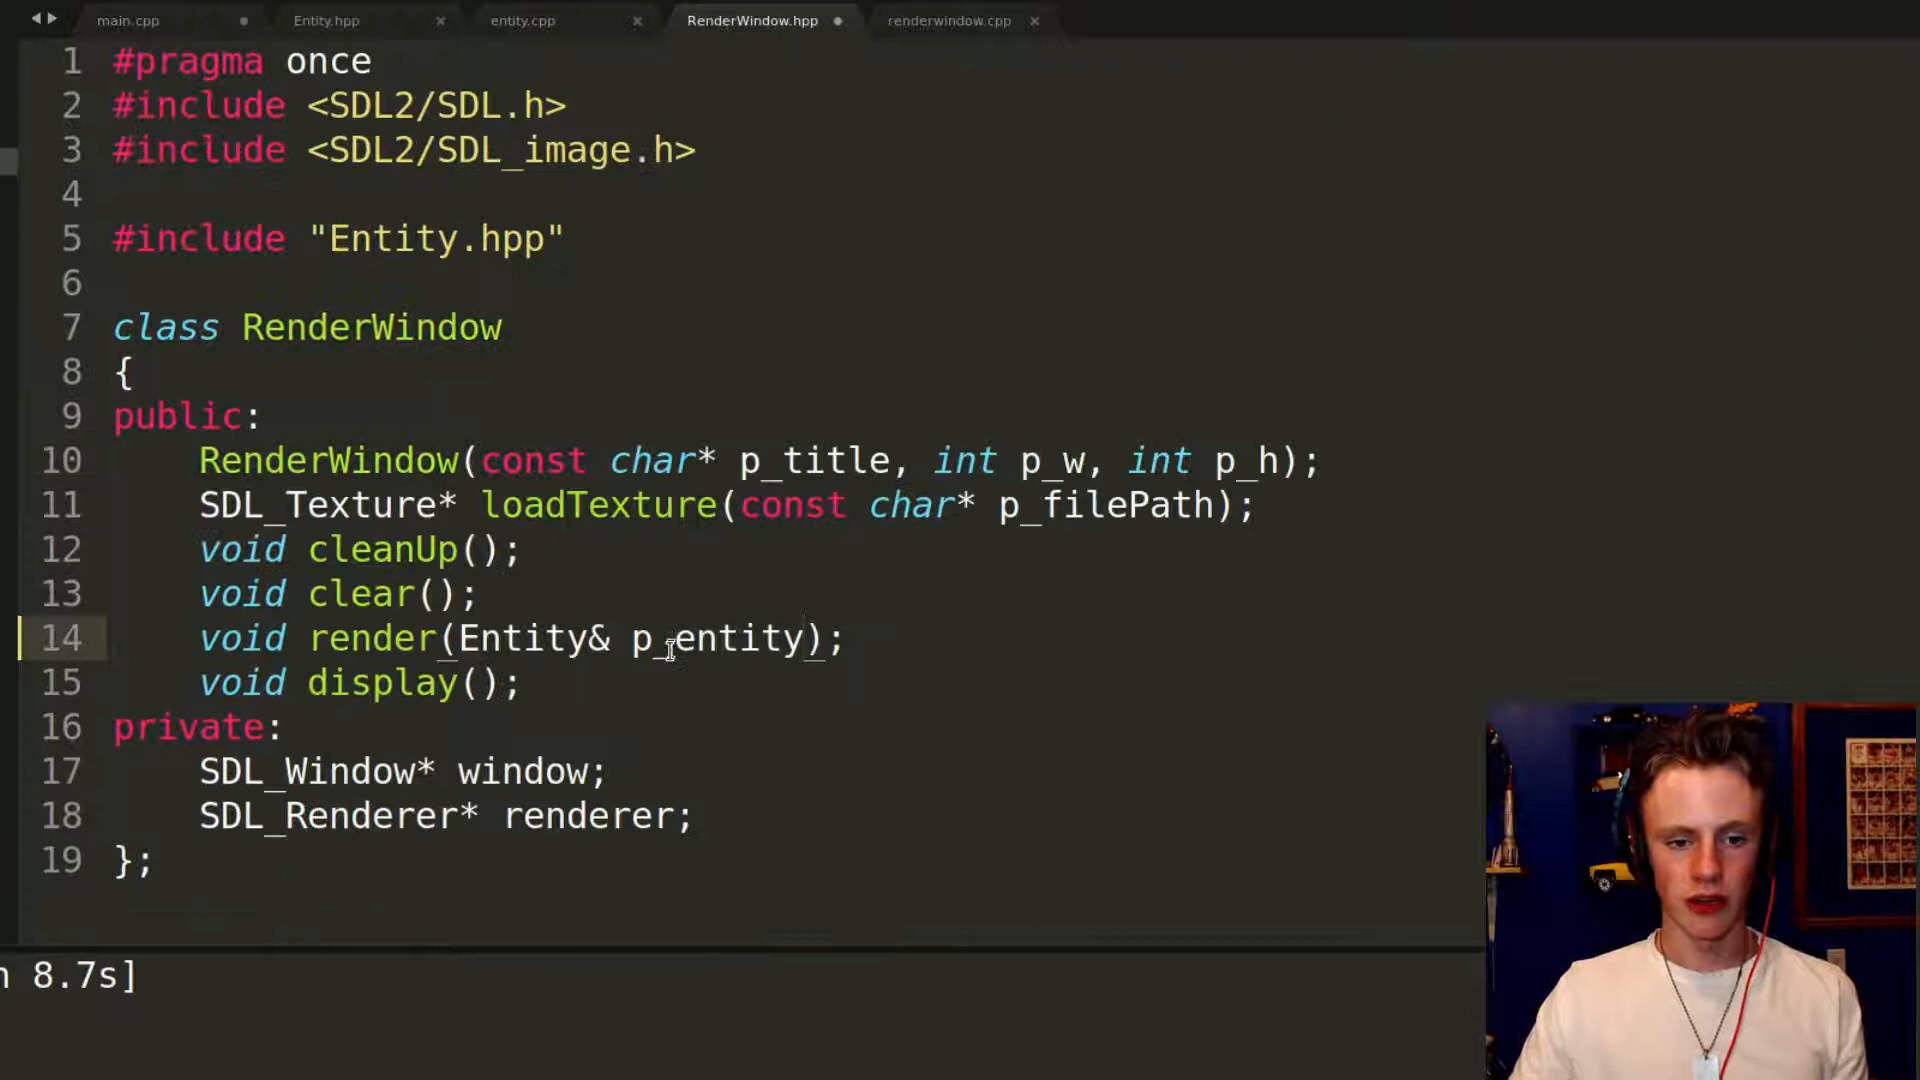 main.cpp
Entity.hpp
entity.cpp
RenderWindow.hpp
renderwindow.cpp
1 #pragma once
2 #include <SDL2/SDL.h>
3 #include <SDL2/SDL_image.h>
4
5 #include "Entity.hpp"
6
7 class RenderWindow
8 {
9 public:
10 RenderWindow(const char* p_title, int p_w, int p_h);
11 SDL_Texture* loadTexture(const char* p_filePath);
12 void cleanUp();
13 void clear();
14 void render(Entity& p_entity);
15 void display();
16 private:
17 SDL_Window* window;
18 SDL_Renderer* renderer;
19 };
n 8.7s]